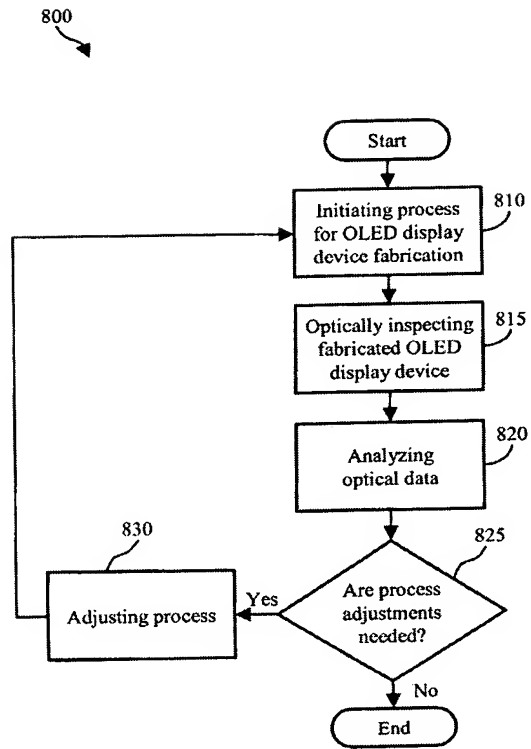 800
Start
810
Initiating process
for OLED display
device fabrication
815
Optically inspecting
fabricated OLED
display device
820
Analyzing
optical data
825
Are process
adjustments
needed?
Yes
830
Adjusting process
No
End